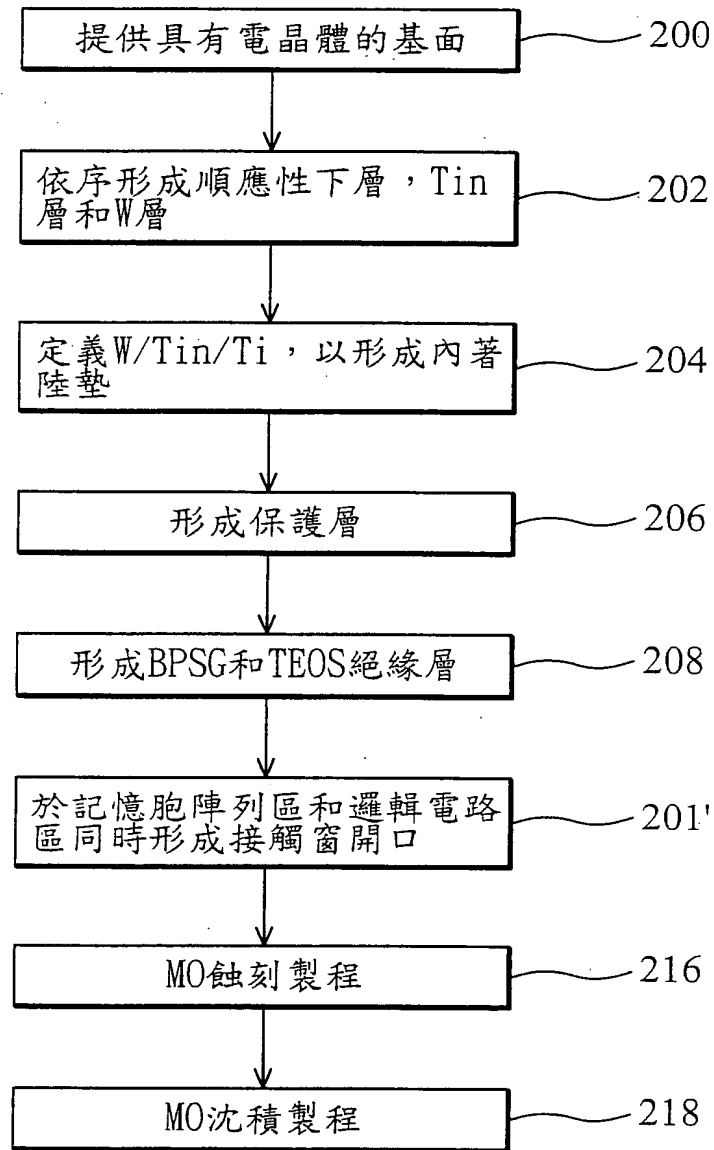 提供具有電晶體的基面
200
依序形成順應性下層，Tin
層和W層
202
定義W/Tin/Ti，以形成內著
陸墊
204
形成保護層
206
形成BPSG和TEOS絕緣層
208
於記憶胞陣列區和邏輯電路
區同時形成接觸窗開口
201'
MO蝕刻製程
216
MO沈積製程
218